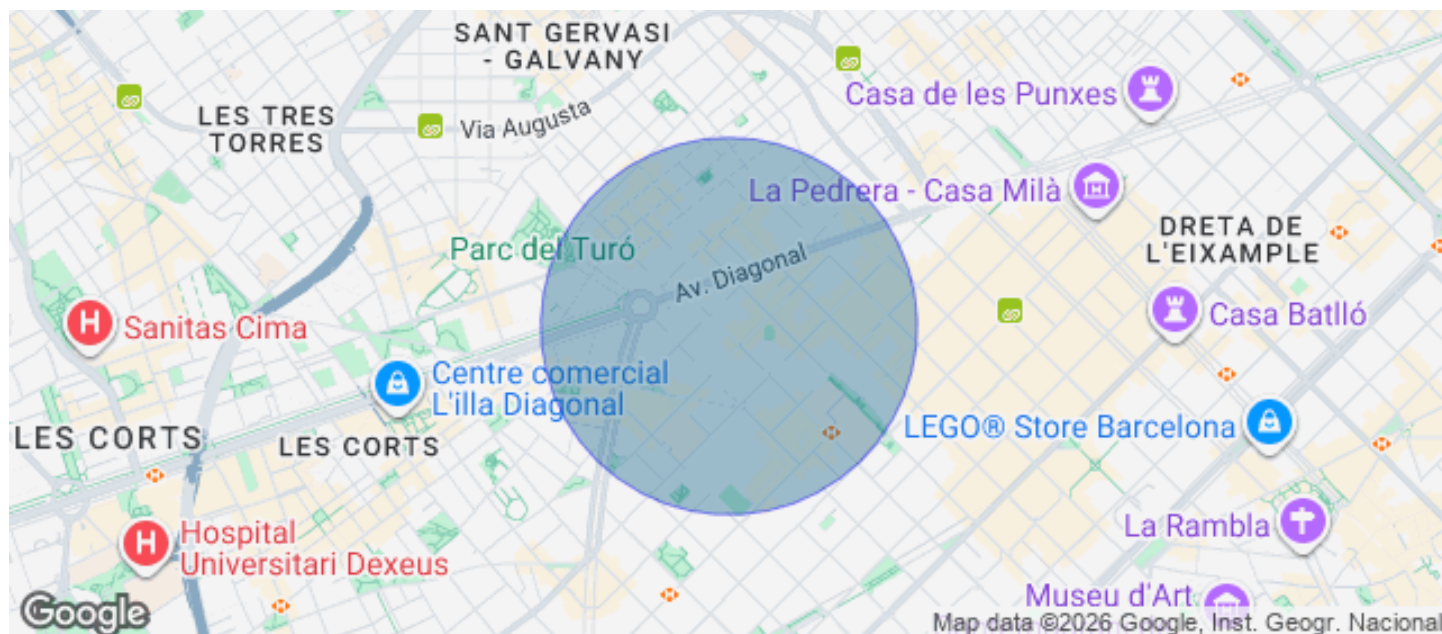 SANT GERVASI
- GALVANY
LES TRES
TORRES
Via Augusta
Casa de les Punxes
La Pedrera - Casa Milà
DRETA DE
L'EIXAMPLE
Parc del Turó
Av. Diagonal
H
Sanitas Cima
Casa Batlló
Centre comercial
L'illa Diagonal
LES CORTS
LES CORTS
LEGO® Store Barcelona
La Rambla
H
Hospital
Universitari Dexeus
Museu d'Art
Google
Map data ©2026 Google, Inst. Geogr. Nacional